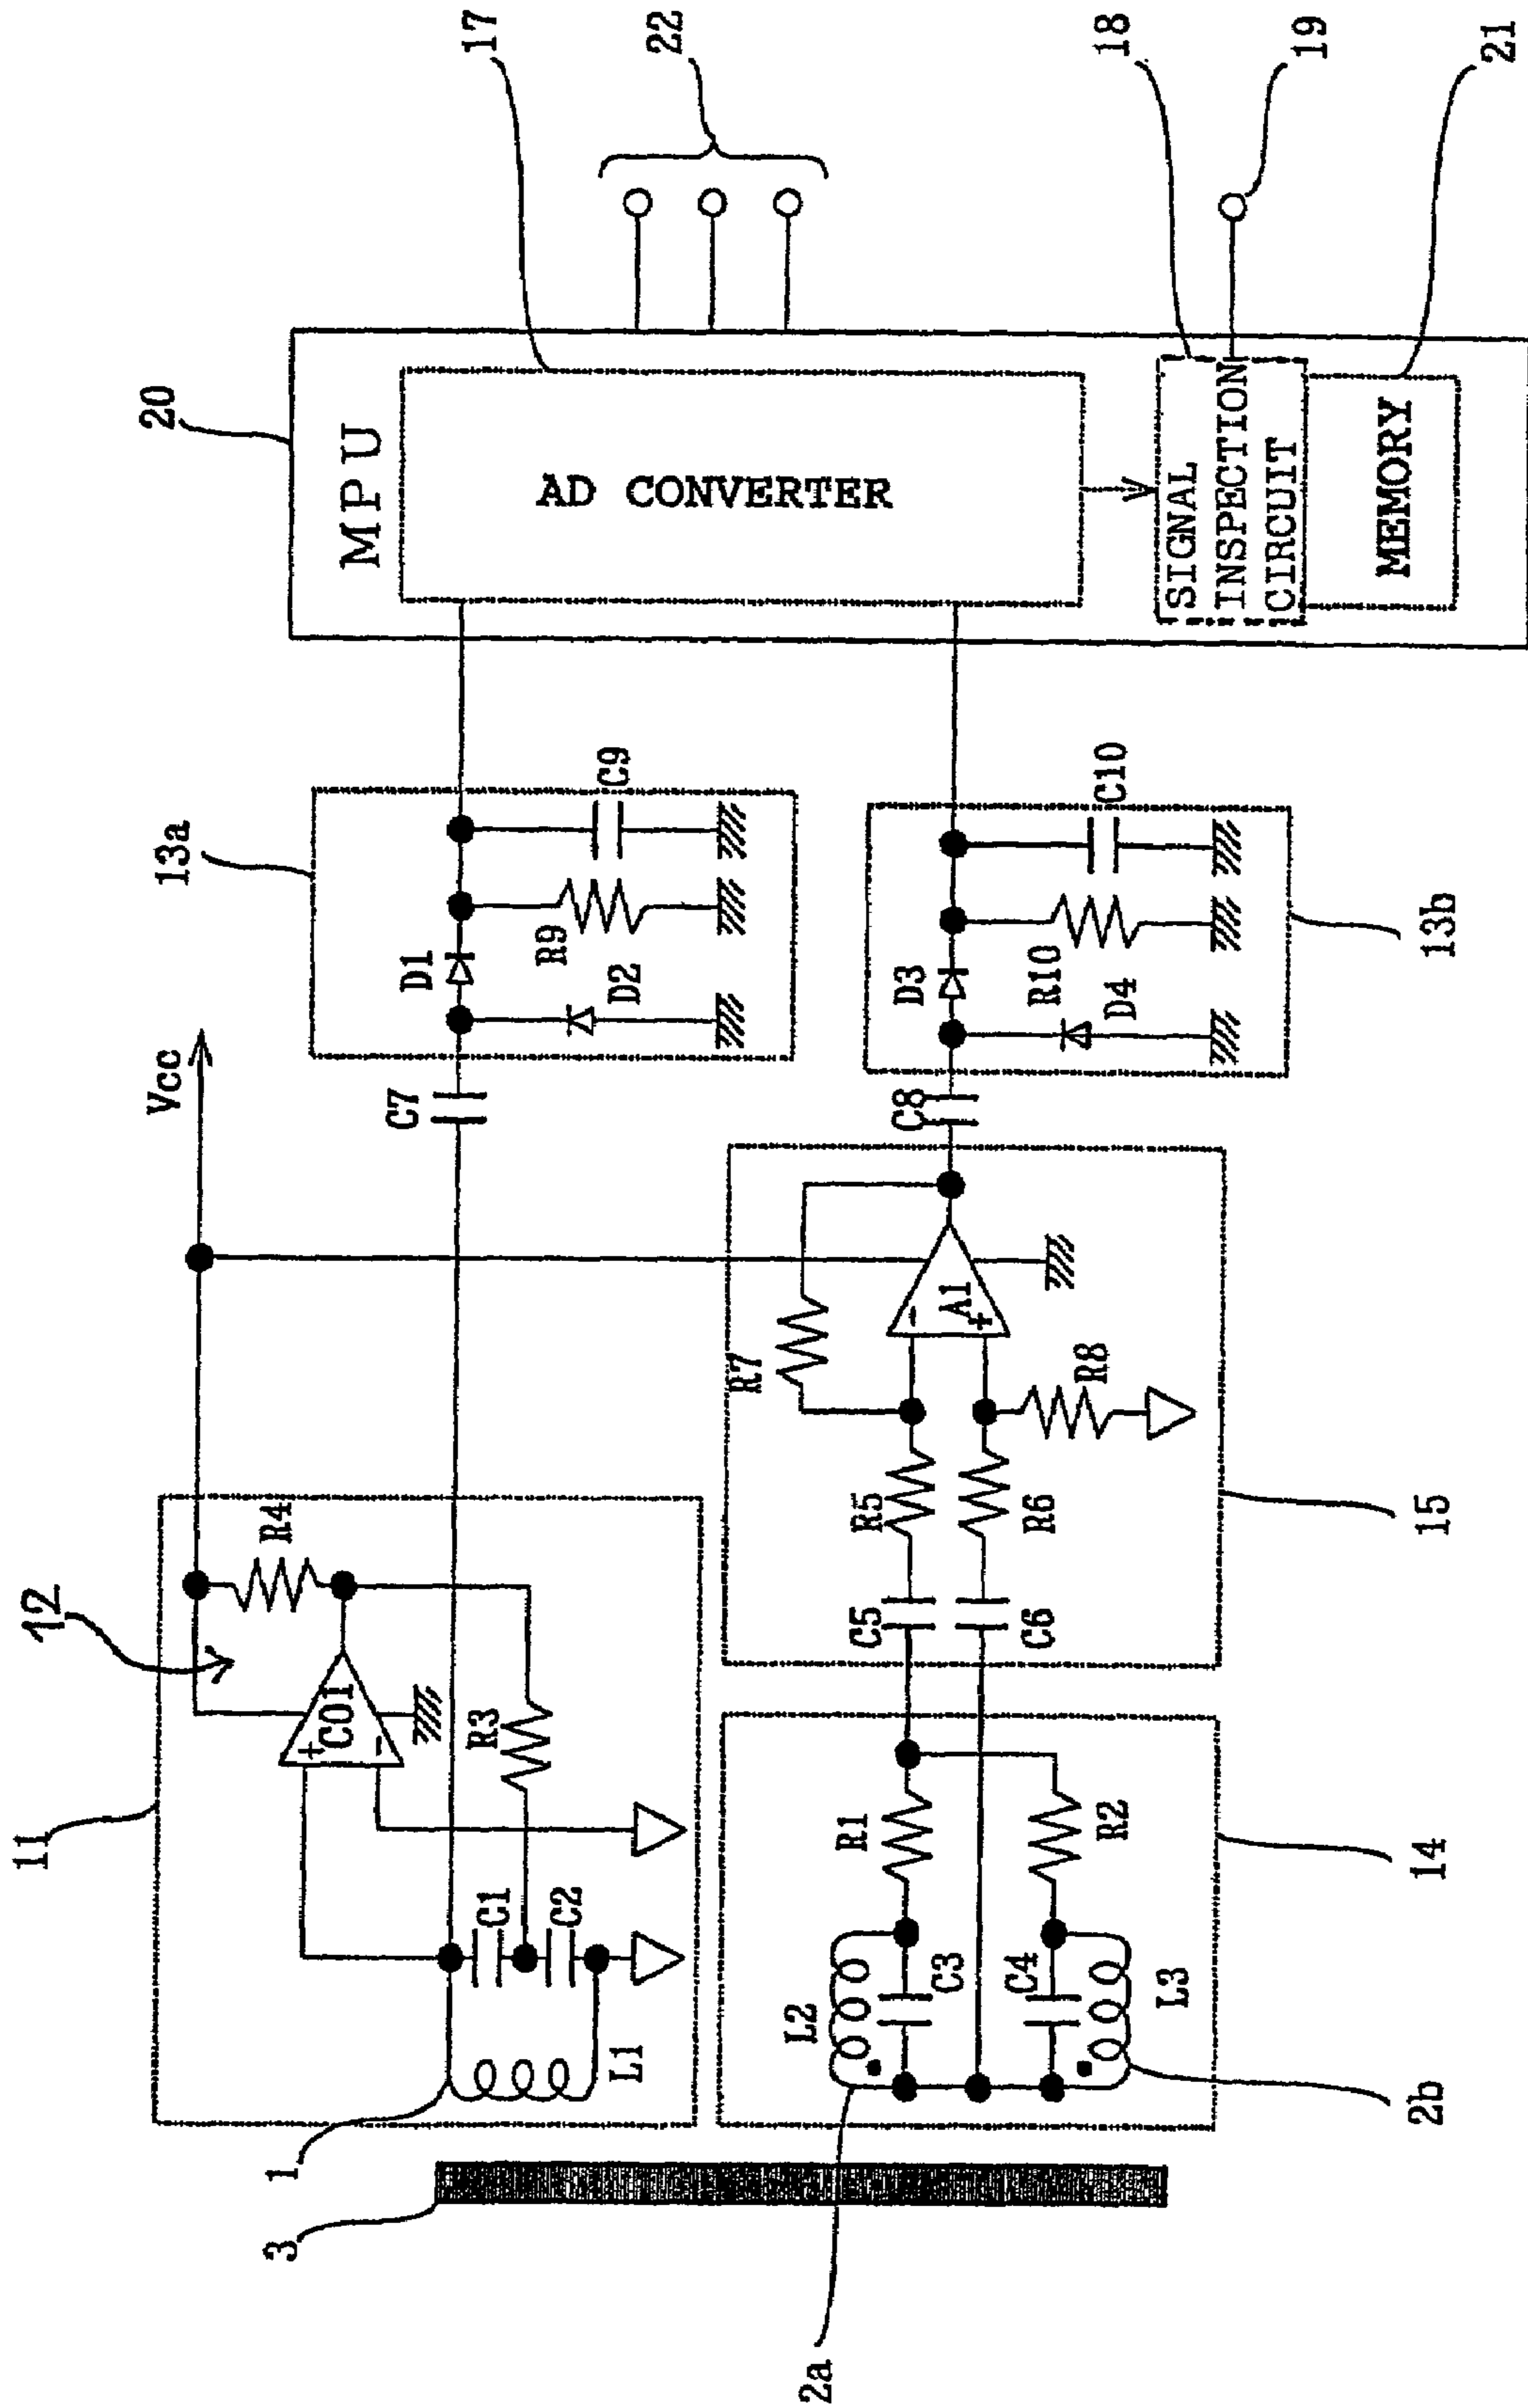 11
12
R4
Vcc
13a
20
17
22
MPU
C01
+
-
R3
C1
C2
L1
1
3
C7
D1
R9
D2
C9
AD CONVERTER
L2
C3
R1
C4
R2
L3
2a
2b
14
C5
R5
C6
R6
R7
A1
-
+
R8
15
C8
D3
R10
D4
C10
13b
SIGNAL
INSPECTION
CIRCUIT
MEMORY
18
19
21